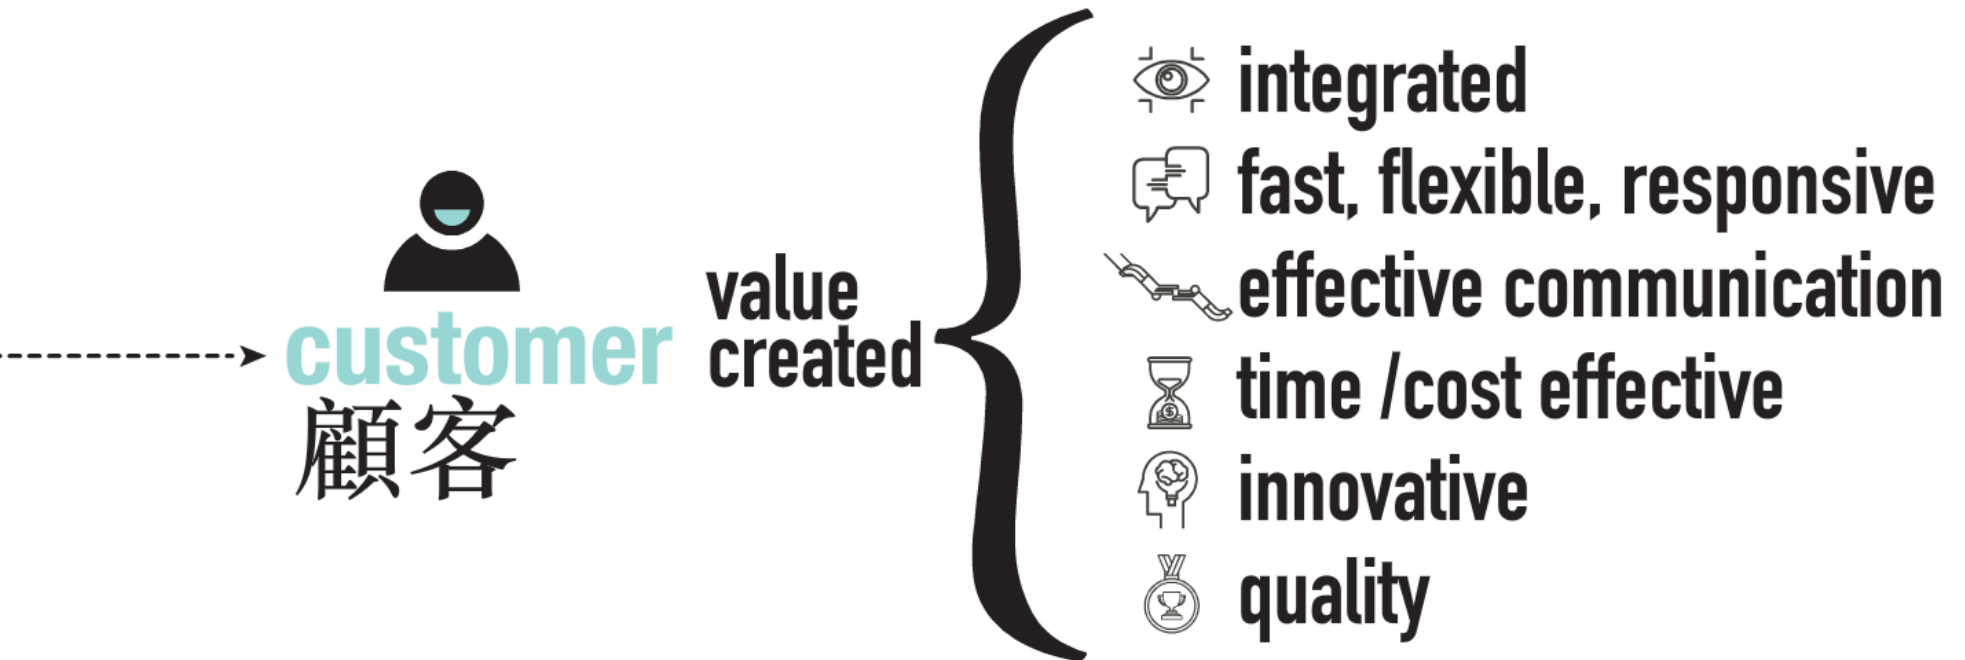 customer
顧客
value
created
integrated
fast, flexible, responsive
effective communication
time /cost effective
innovative
quality